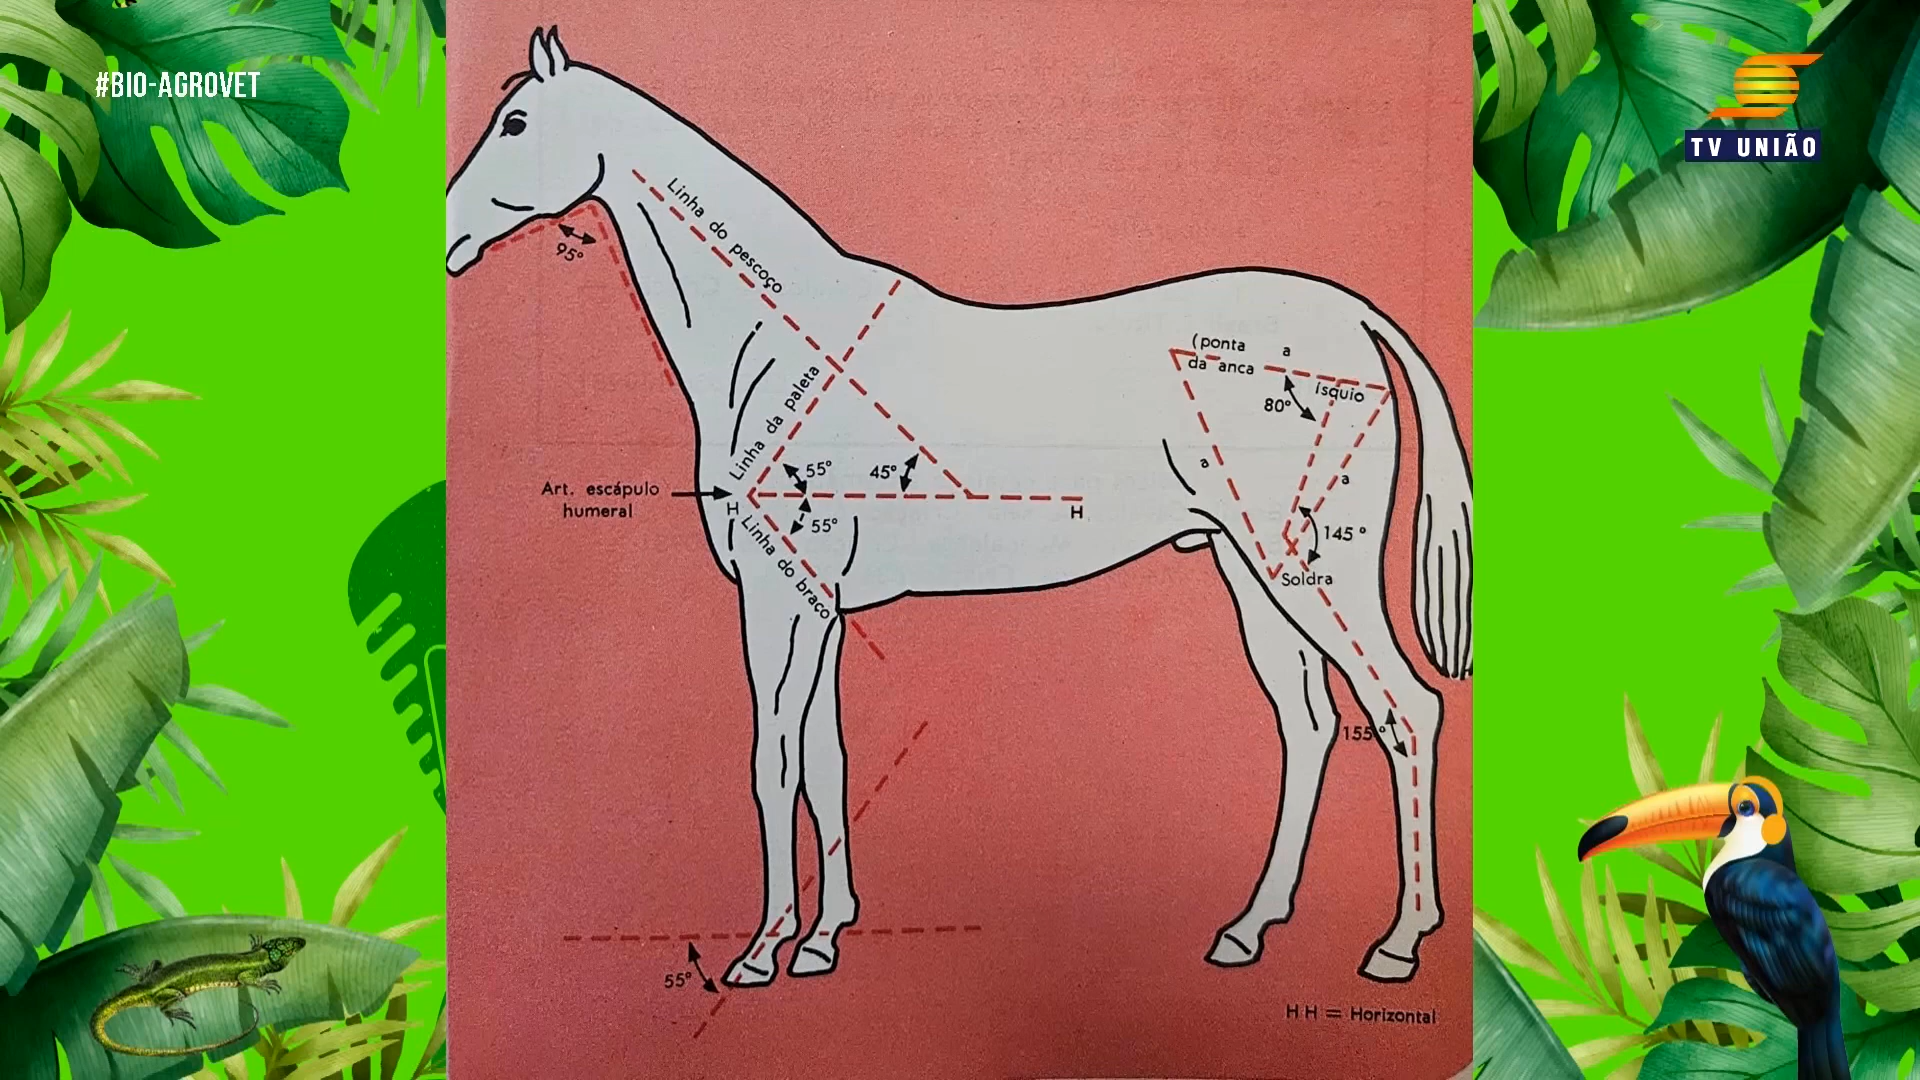 #BIO-AGROVET
TV UNIÃO
Linha do pescoço
95°
(ponta
da anca
a
ísquio
80°
Linha da paleta
55°
45°
a
a
Art. escápulo
humeral
H
H
55°
Linha do braço
145°
Soldra
155°
55°
H H = Horizontal